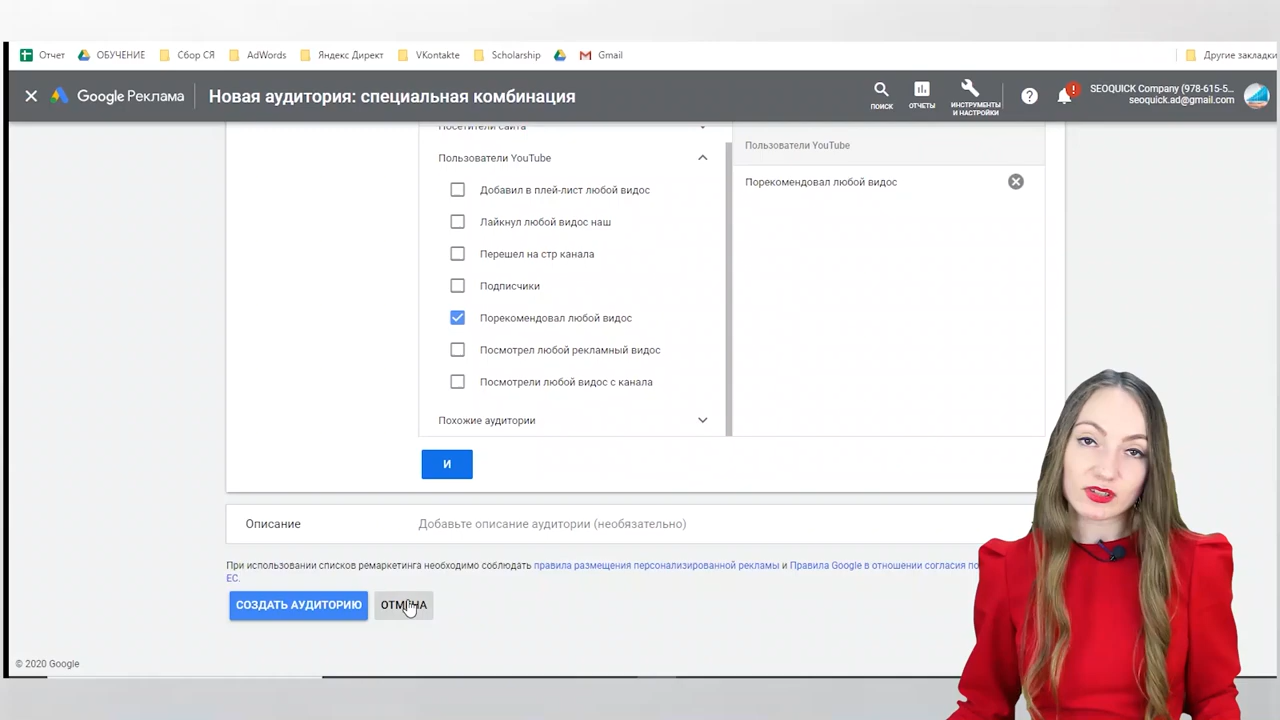 Отчет
ОБУЧЕНИЕ
Сбор СЯ
AdWords
Яндекс Директ
VKontakte
Scholarship
Gmail
Другие закладки
Google Реклама
Новая аудитория: специальная комбинация
ПОИСК
ОТЧЕТЫ
ИНСТРУМЕНТЫ
И НАСТРОЙКИ
?
!
SEOQUICK Company (978-615-5...
seoquick.ad@gmail.com
Посетители сайта
Пользователи YouTube
Добавил в плей-лист любой видос
Лайкнул любой видос наш
Перешел на стр канала
Подписчики
Порекомендовал любой видос
Посмотрел любой рекламный видос
Посмотрели любой видос с канала
Похожие аудитории
Пользователи YouTube
Порекомендовал любой видос
И
Описание
Добавьте описание аудитории (необязательно)
При использовании списков ремаркетинга необходимо соблюдать правила размещения персонализированной рекламы и Правила Google в отношении согласия по
ЕС.
СОЗДАТЬ АУДИТОРИЮ
ОТМЕНА
© 2020 Google